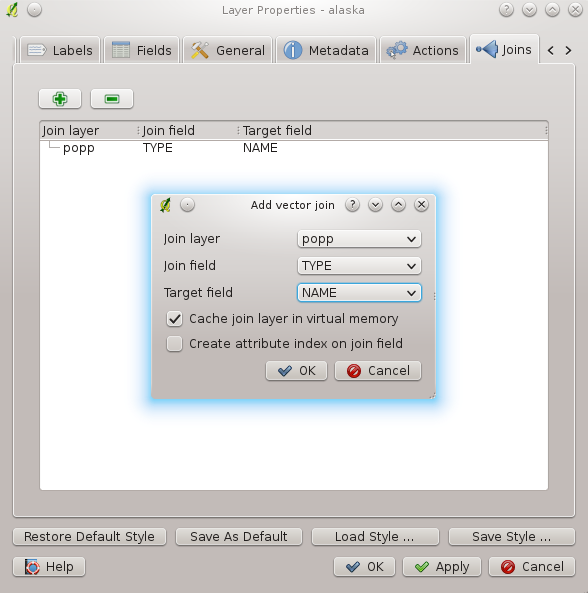 Layer Properties - alaska
Labels Fields General Metadata Actions Joins
Join layer Join field Target field
popp TYPE NAME
Add vector join
Join layer popp
Join field TYPE
Target field NAME
Cache join layer in virtual memory
Create attribute index on join field
OK Cancel
Restore Default Style Save As Default Load Style ... Save Style ...
Help OK Apply Cancel